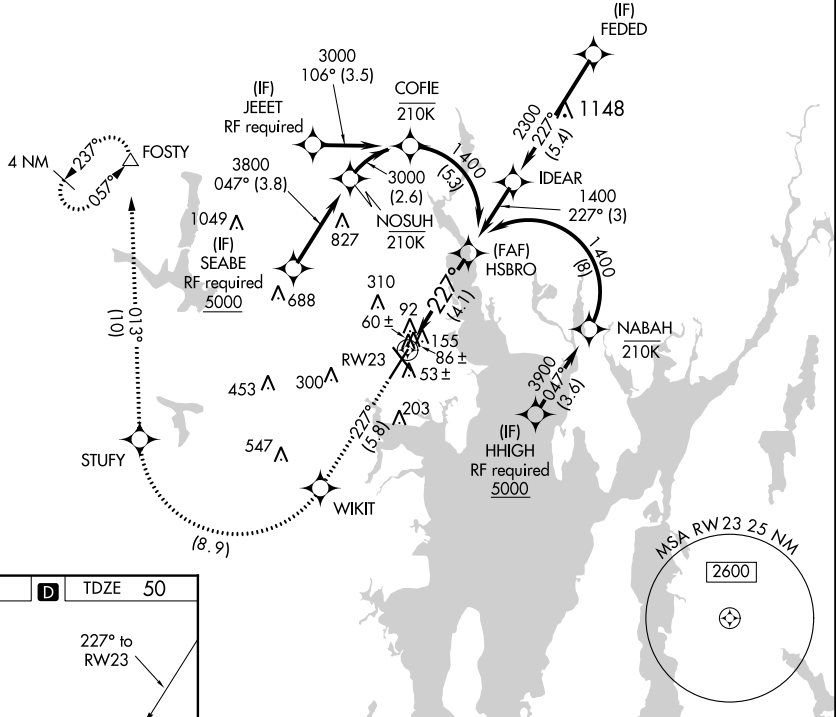 (IF)
FEDED
1148
2300
227°
(5.4)
3000
106° (3.5)
(IF)
JEEET
RF required
COFIE
210K
FOSTY
4 NM
237°
057°
3800
047° (3.8)
1400
(5.3)
3000
(2.6)
IDEAR
1400
227° (3)
NOSUH
210K
1049
827
(IF)
SEABE
RF required
5000
688
(FAF)
HSBRO
1400
(8)
227°
(4.1)
310
92
60 ±
155
86 ±
RW23
53 ±
NABAH
210K
013°
(10)
453
300
203
227°
(5.8)
547
3900
047°
(3.6)
(IF)
HHIGH
RF required
5000
STUFY
WIKIT
(8.9)
MSA RW 23 25 NM
2600
D TDZE 50
227° to
RW23